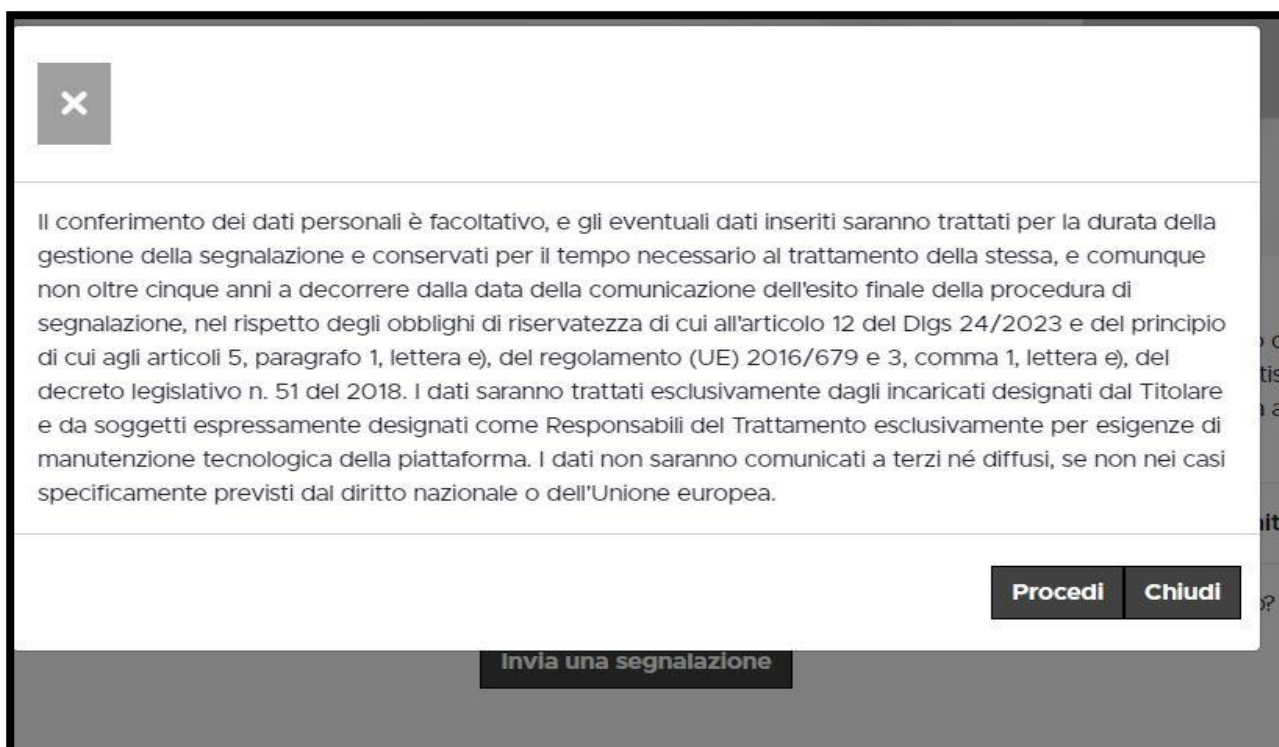 Il conferimento dei dati personali è facoltativo, e gli eventuali dati inseriti saranno trattati per la durata della
gestione della segnalazione e conservati per il tempo necessario al trattamento della stessa, e comunque
non oltre cinque anni a decorrere dalla data della comunicazione dell'esito finale della procedura di
segnalazione, nel rispetto degli obblighi di riservatezza di cui all'articolo 12 del Dlgs 24/2023 e del principio
di cui agli articoli 5, paragrafo 1, lettera e), del regolamento (UE) 2016/679 e 3, comma 1, lettera e), del
decreto legislativo n. 51 del 2018. I dati saranno trattati esclusivamente dagli incaricati designati dal Titolare
e da soggetti espressamente designati come Responsabili del Trattamento esclusivamente per esigenze di
manutenzione tecnologica della piattaforma. I dati non saranno comunicati a terzi né diffusi, se non nei casi
specificamente previsti dal diritto nazionale o dell'Unione europea.
Procedi Chiudi
Invia una segnalazione